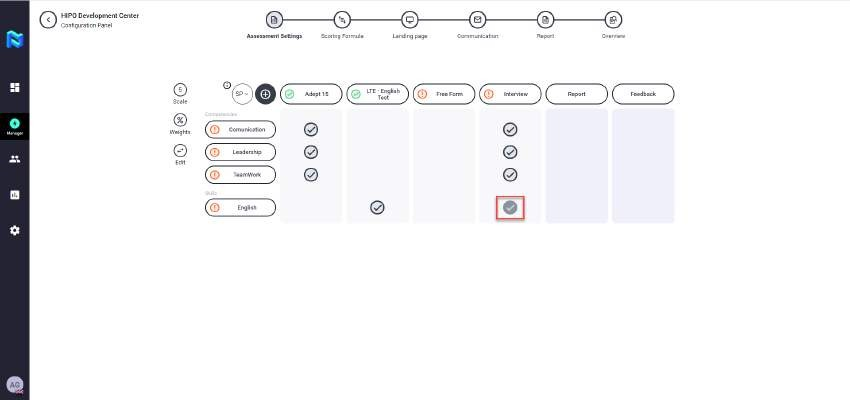 HIPO Development Center
Configuration Panel
Assessment Settings
Scoring Formula
Landing page
Communication
Report
Overview
Manager
5
Scale
Weights
Edit
SP
Adept 15
LTE - English
Test
Free Form
Interview
Report
Feedback
Competencies
Comunication
Leadership
TeamWork
Skills
English
AG